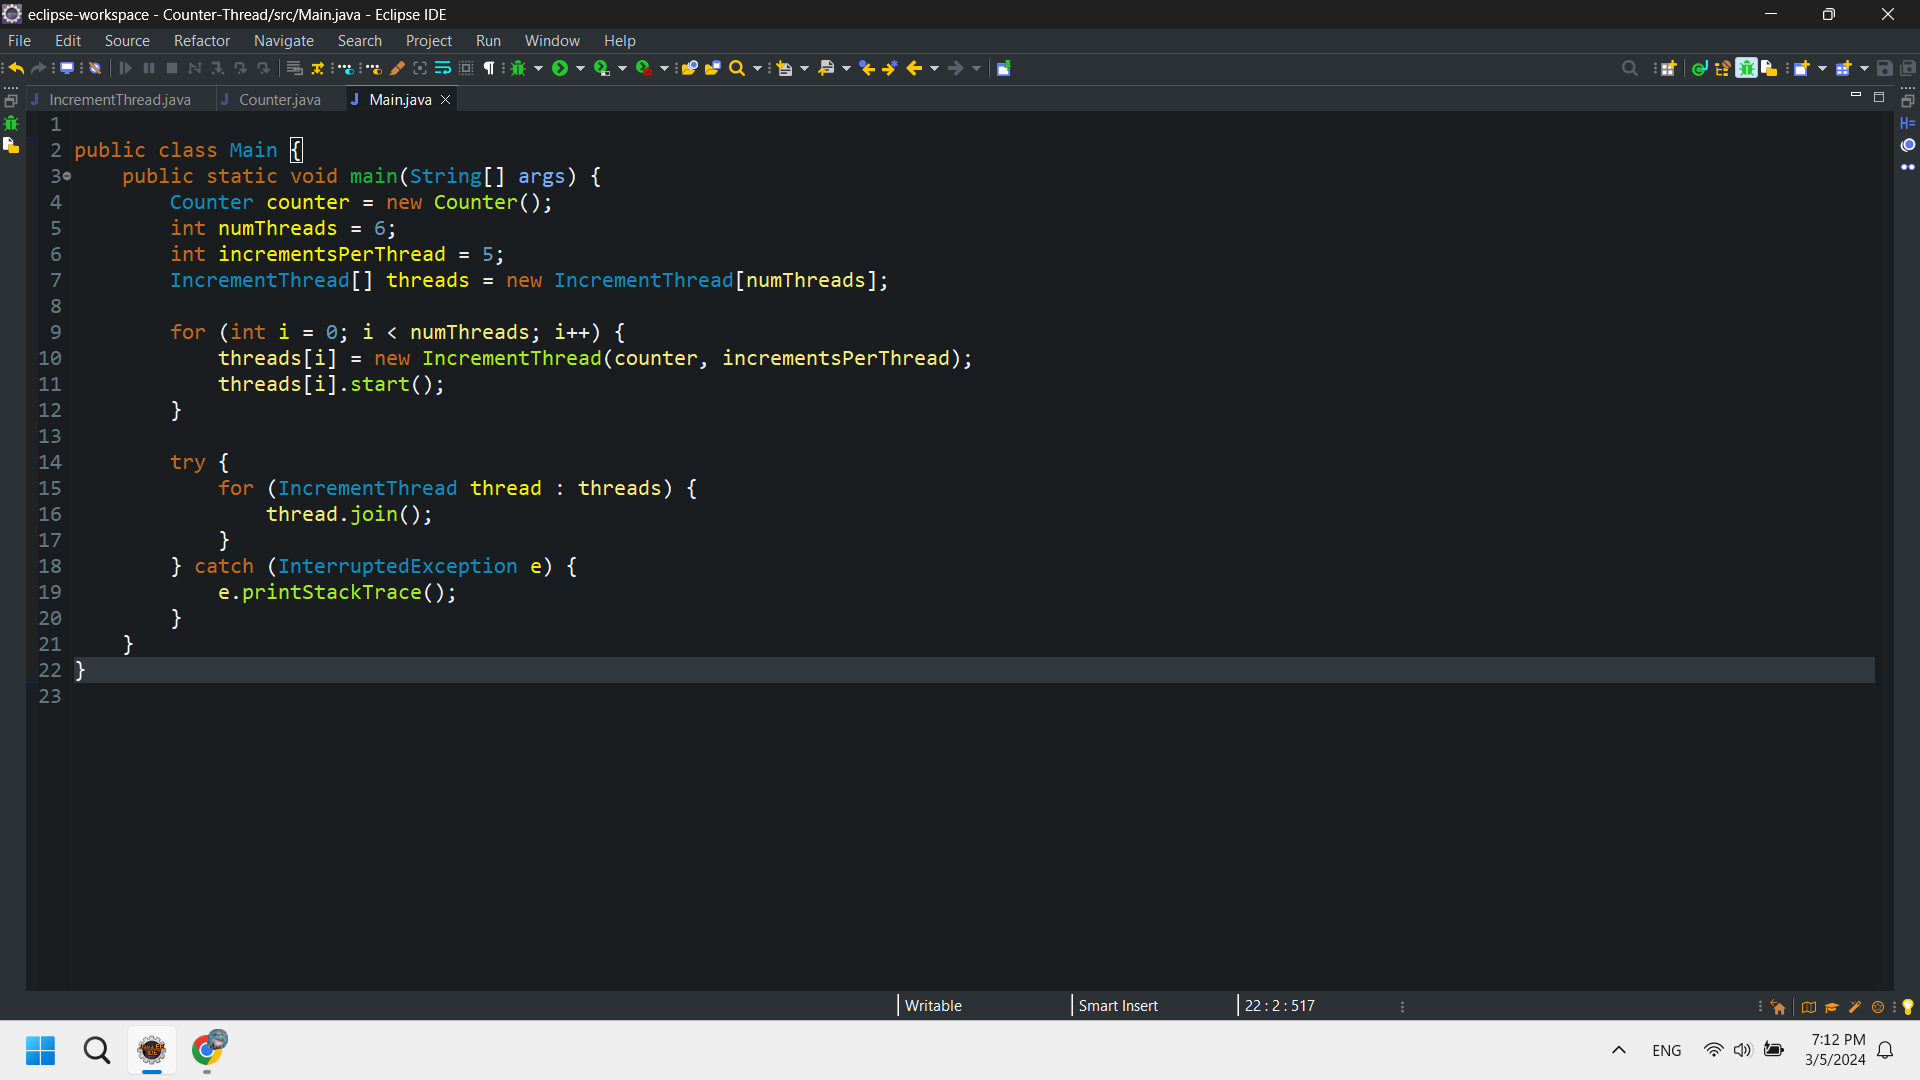 eclipse-workspace - Counter-Thread/src/Main.java - Eclipse IDE
File Edit Source Refactor Navigate Search Project Run Window Help
IncrementThread.java Counter.java Main.java
1
2 public class Main {
3 public static void main(String[] args) {
4 Counter counter = new Counter();
5 int numThreads = 6;
6 int incrementsPerThread = 5;
7 IncrementThread[] threads = new IncrementThread[numThreads];
8
9 for (int i = 0; i < numThreads; i++) {
10 threads[i] = new IncrementThread(counter, incrementsPerThread);
11 threads[i].start();
12 }
13
14 try {
15 for (IncrementThread thread : threads) {
16 thread.join();
17 }
18 } catch (InterruptedException e) {
19 e.printStackTrace();
20 }
21 }
22 }
23
Writable Smart Insert 22 : 2 : 517
ENG 7:12 PM
3/5/2024